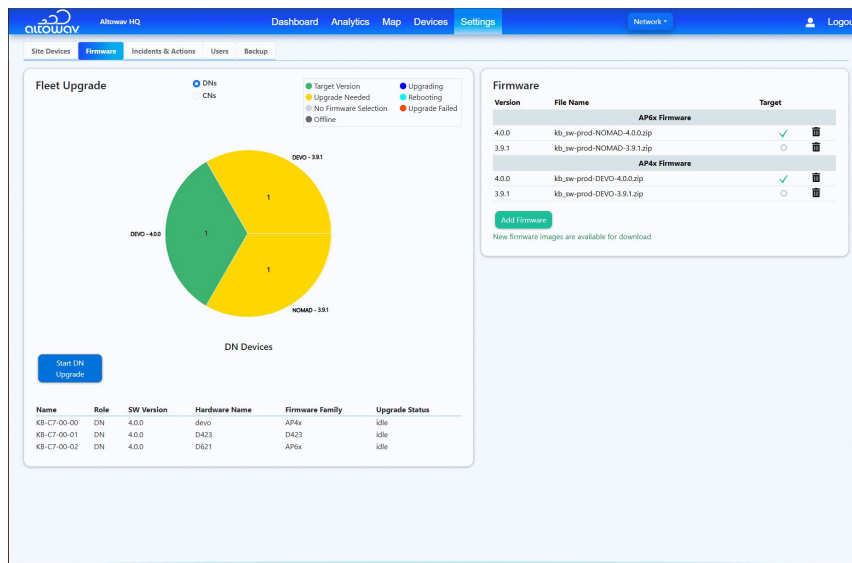 altowav Altowav HQ Dashboard Analytics Map Devices Settings Network Logou
Site Devices Firmware Incidents & Actions Users Backup
Fleet Upgrade
DNs
CNs
Target Version Upgrading
Upgrade Needed Rebooting
No Firmware Selection Upgrade Failed
Offline
DEVO - 3.9.1
1
DEVO - 4.0.0 1
1
NOMAD - 3.9.1
DN Devices
Start DN
Upgrade
Name Role SW Version Hardware Name Firmware Family Upgrade Status
KB-C7-00-00 DN 4.0.0 devo AP4x idle
KB-C7-00-01 DN 4.0.0 D423 D423 idle
KB-C7-00-02 DN 4.0.0 D621 AP6x idle
Firmware
Version File Name Target
AP6x Firmware
4.0.0 kb_sw-prod-NOMAD-4.0.0.zip
3.9.1 kb_sw-prod-NOMAD-3.9.1.zip
AP4x Firmware
4.0.0 kb_sw-prod-DEVO-4.0.0.zip
3.9.1 kb_sw-prod-DEVO-3.9.1.zip
Add Firmware
New firmware images are available for download